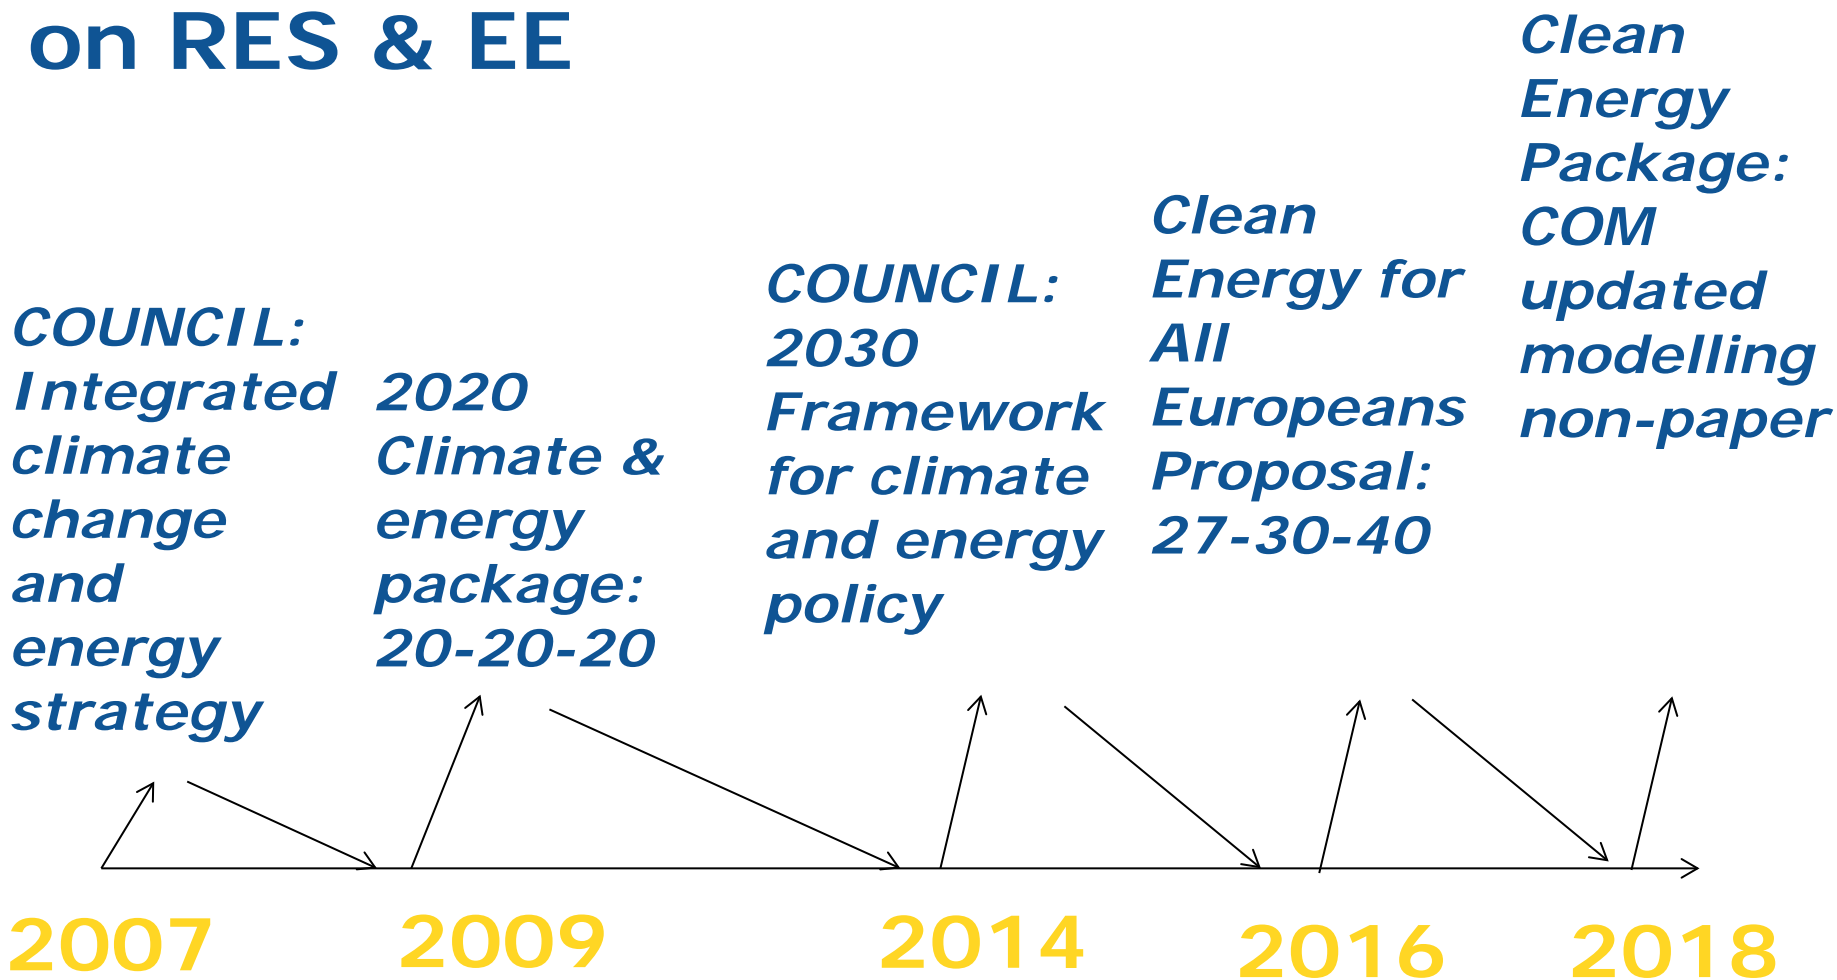 on RES & EE
COUNCIL:
Integrated
climate
change
and
energy
strategy
2020
Climate &
energy
package:
20-20-20
COUNCIL:
2030
Framework
for climate
and energy
policy
Clean
Energy for
All
Europeans
Proposal:
27-30-40
Clean
Energy
Package:
COM
updated
modelling
non-paper
2007
2009
2014
2016
2018